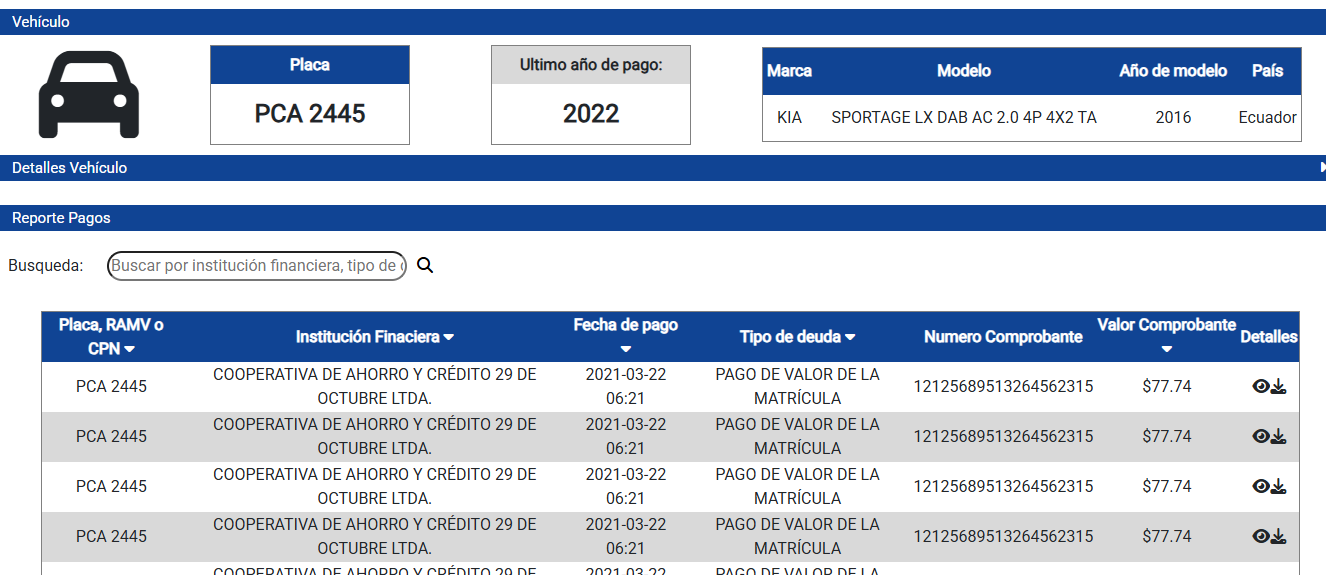 Vehículo
Placa
PCA 2445
Ultimo año de pago:
2022
Marca Modelo Año de modelo País
KIA SPORTAGE LX DAB AC 2.0 4P 4X2 TA 2016 Ecuador
Detalles Vehículo
Reporte Pagos
Busqueda: Buscar por institución financiera, tipo de
Placa, RAMV o CPN Institución Finaciera Fecha de pago Tipo de deuda Numero Comprobante Valor Comprobante Detalles
PCA 2445 COOPERATIVA DE AHORRO Y CRÉDITO 29 DE OCTUBRE LTDA. 2021-03-22 06:21 PAGO DE VALOR DE LA MATRÍCULA 12125689513264562315 $77.74
PCA 2445 COOPERATIVA DE AHORRO Y CRÉDITO 29 DE OCTUBRE LTDA. 2021-03-22 06:21 PAGO DE VALOR DE LA MATRÍCULA 12125689513264562315 $77.74
PCA 2445 COOPERATIVA DE AHORRO Y CRÉDITO 29 DE OCTUBRE LTDA. 2021-03-22 06:21 PAGO DE VALOR DE LA MATRÍCULA 12125689513264562315 $77.74
PCA 2445 COOPERATIVA DE AHORRO Y CRÉDITO 29 DE OCTUBRE LTDA. 2021-03-22 06:21 PAGO DE VALOR DE LA MATRÍCULA 12125689513264562315 $77.74
COOPERATIVA DE AHORRO Y CRÉDITO 29 DE 2021-03-22 PAGO DE VALOR DE LA